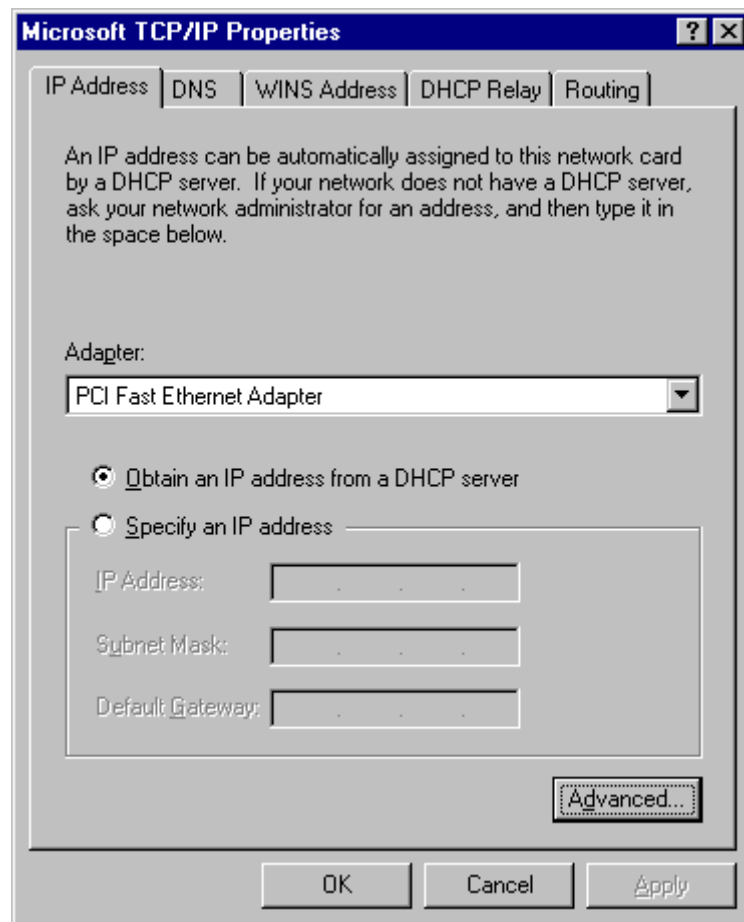 Microsoft TCP/IP Properties
IP Address DNS WINS Address DHCP Relay Routing
An IP address can be automatically assigned to this network card
by a DHCP server. If your network does not have a DHCP server,
ask your network administrator for an address, and then type it in
the space below.
Adapter:
PCI Fast Ethernet Adapter
Obtain an IP address from a DHCP server
Specify an IP address
IP Address:
Subnet Mask:
Default Gateway:
Advanced...
OK Cancel Apply